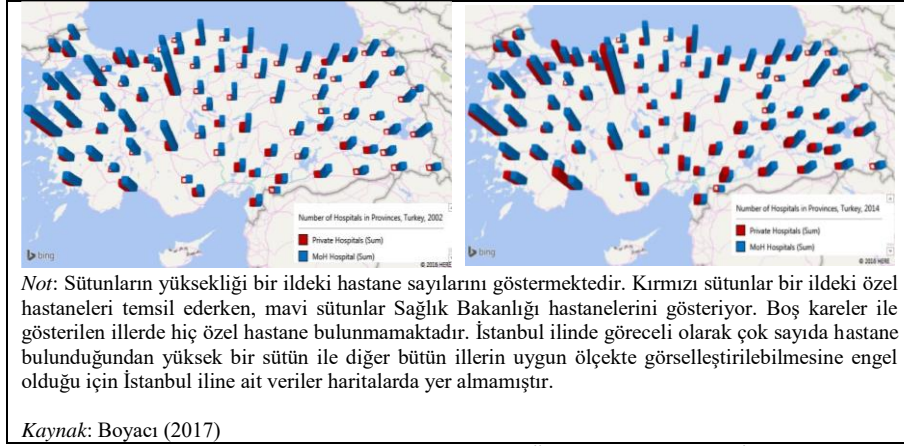 Number of Hospitals in Provinces, Turkey, 2002
Private Hospitals (Sum)
MoH Hospital (Sum)
bing
© 2016 HERE
Number of Hospitals in Provinces, Turkey, 2014
Private Hospitals (Sum)
MoH Hospital (Sum)
bing
© 2016 HERE
Not: Sütunların yüksekliği bir ildeki hastane sayılarını göstermektedir. Kırmızı sütunlar bir ildeki özel
hastaneleri temsil ederken, mavi sütunlar Sağlık Bakanlığı hastanelerini gösteriyor. Boş kareler ile
gösterilen illerde hiç özel hastane bulunmamaktadır. İstanbul ilinde göreceli olarak çok sayıda hastane
bulunduğundan yüksek bir sütün ile diğer bütün illerin uygun ölçekte görselleştirilebilmesine engel
olduğu için İstanbul iline ait veriler haritalarda yer almamıştır.
Kaynak: Boyacı (2017)